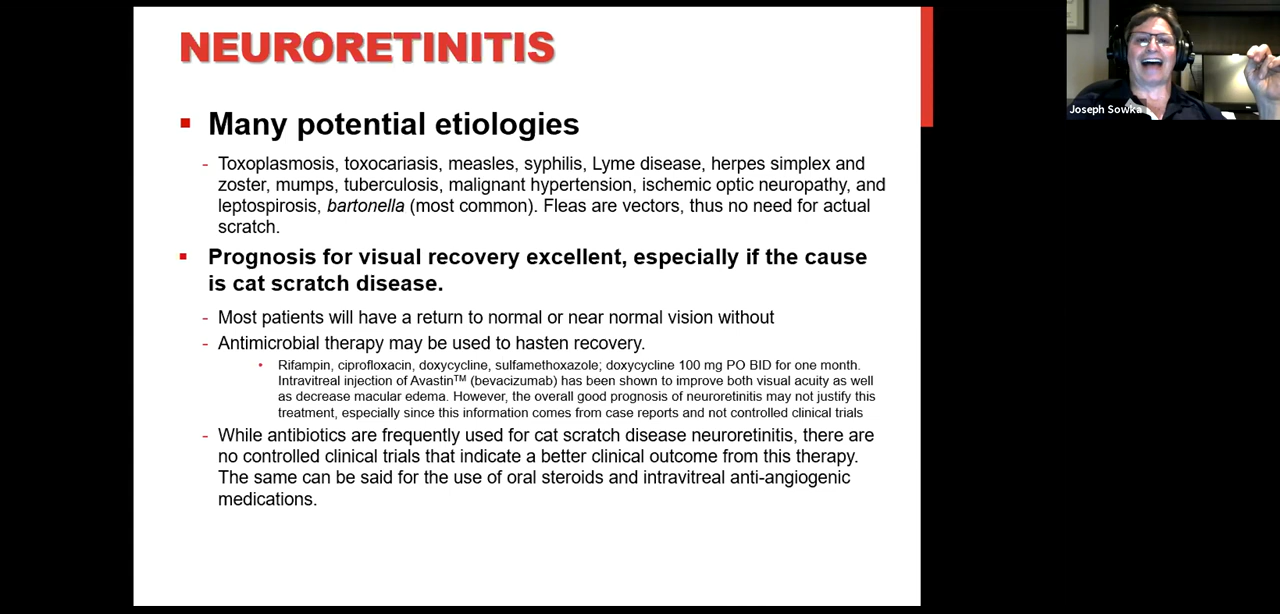 NEURORETINITIS
Many potential etiologies
- Toxoplasmosis, toxocariasis, measles, syphilis, Lyme disease, herpes simplex and
zoster, mumps, tuberculosis, malignant hypertension, ischemic optic neuropathy, and
leptospirosis, bartonella (most common). Fleas are vectors, thus no need for actual
scratch.
Prognosis for visual recovery excellent, especially if the cause
is cat scratch disease.
- Most patients will have a return to normal or near normal vision without
- Antimicrobial therapy may be used to hasten recovery.
• Rifampin, ciprofloxacin, doxycycline, sulfamethoxazole; doxycycline 100 mg PO BID for one month.
Intravitreal injection of Avastin™ (bevacizumab) has been shown to improve both visual acuity as well
as decrease macular edema. However, the overall good prognosis of neuroretinitis may not justify this
treatment, especially since this information comes from case reports and not controlled clinical trials
- While antibiotics are frequently used for cat scratch disease neuroretinitis, there are
no controlled clinical trials that indicate a better clinical outcome from this therapy.
The same can be said for the use of oral steroids and intravitreal anti-angiogenic
medications.
Joseph Sowka